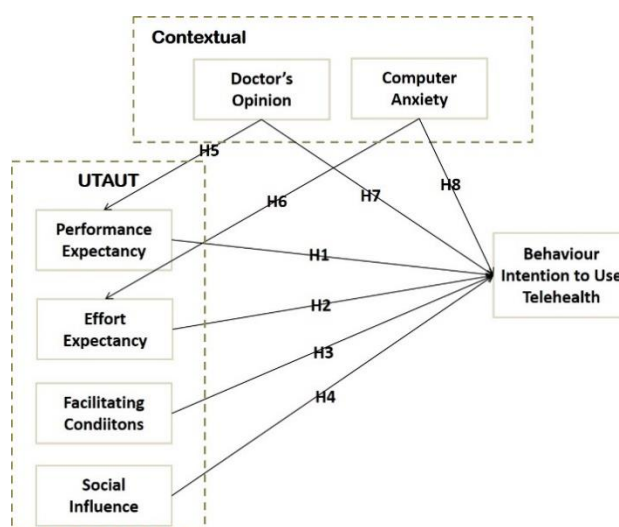 Contextual
Doctor's
Opinion
Computer
Anxiety
H5
UTAUT
H6
H7
H8
Performance
Expectancy
H1
Behaviour
Intention to Use
Telehealth
Effort
Expectancy
H2
H3
Facilitating
Condiitons
H4
Social
Influence